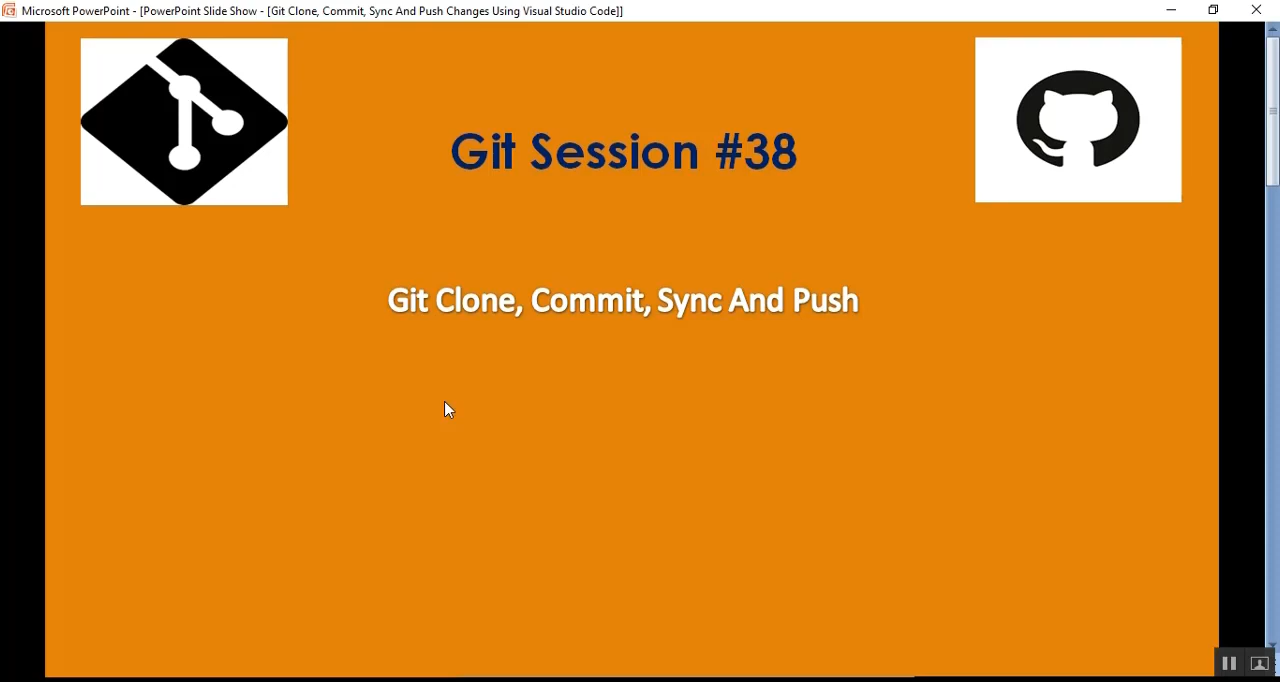 Microsoft PowerPoint - [PowerPoint Slide Show - [Git Clone, Commit, Sync And Push Changes Using Visual Studio Code]]
Git Session #38
Git Clone, Commit, Sync And Push